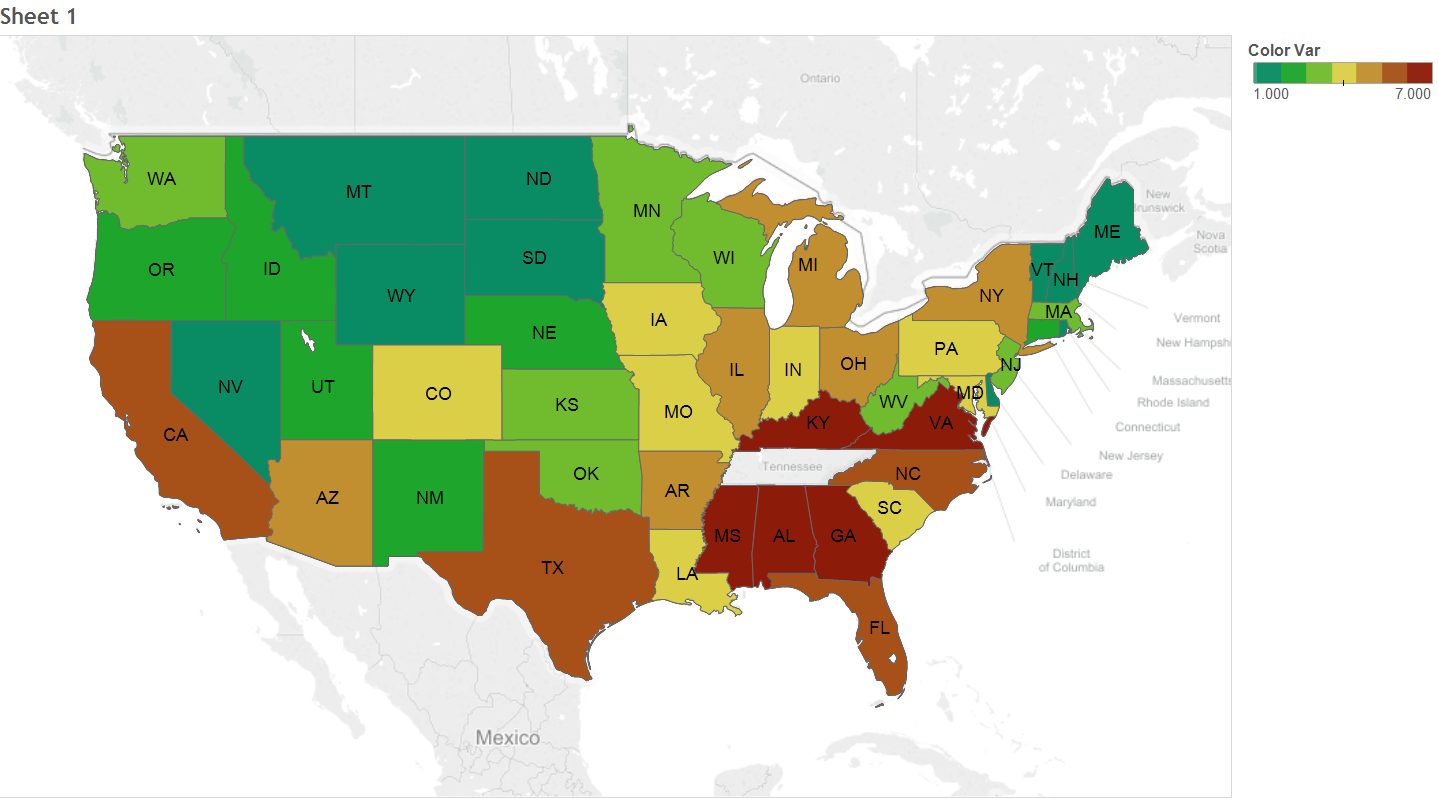 Sheet 1
Color Var
1.000 7.000
Ontario
WA
MT
ND
MN
New
Brunswick
Nova
Scotia
ME
OR
ID
WY
SD
WI
MI
NY
VT
NH
MA
Vermont
New Hampshi
NV
UT
CO
NE
KS
IA
MO
IL
IN
OH
PA
NJ
MD
WV
VA
KY
Massachusetts
Rhode Island
Connecticut
New Jersey
Delaware
Maryland
District
of Columbia
CA
AZ
NM
OK
AR
Tennessee
NC
SC
TX
LA
MS
AL
GA
FL
Mexico